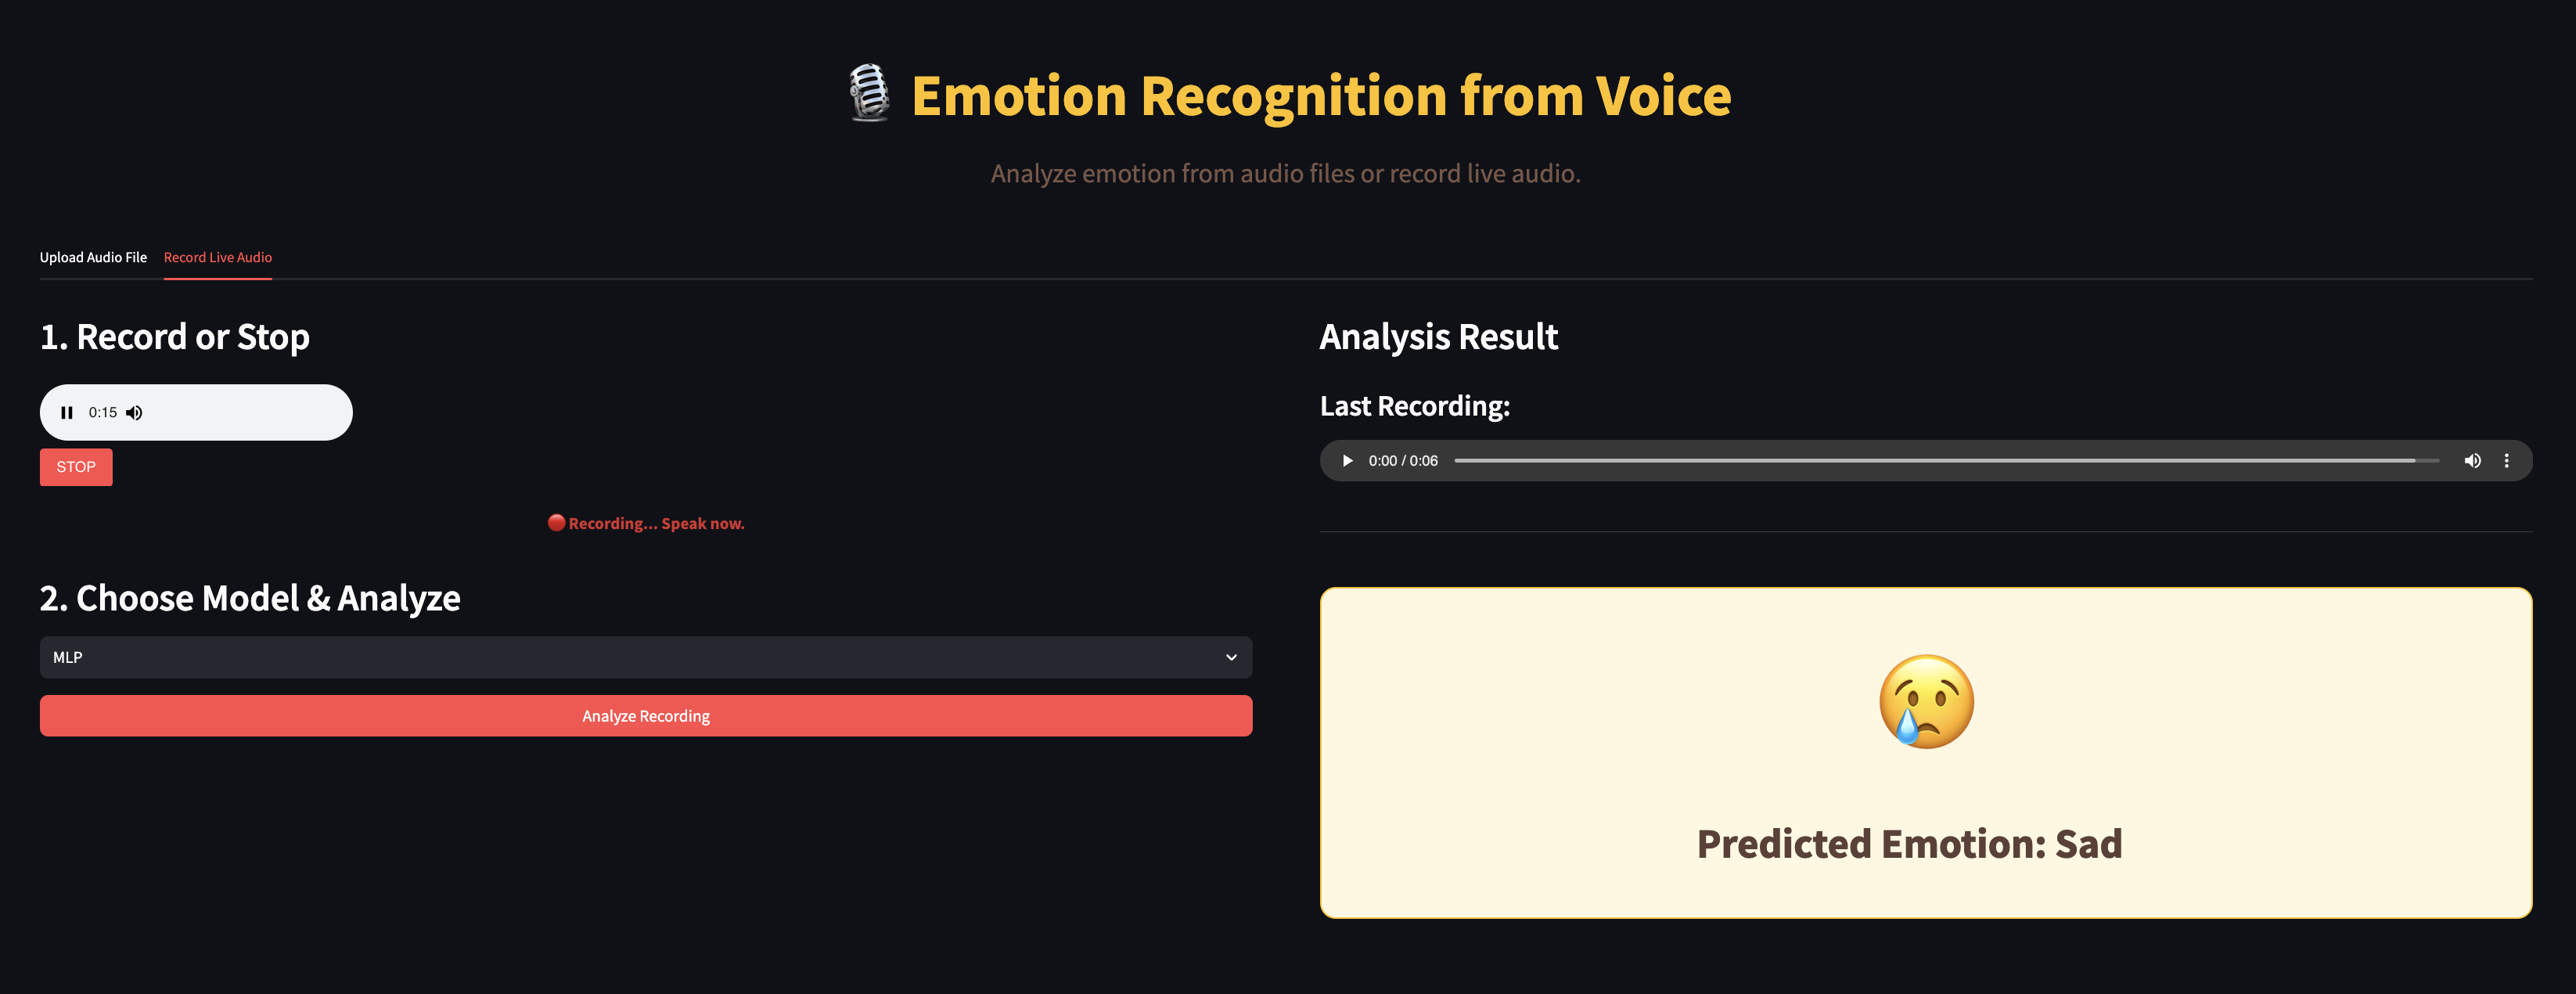 Emotion Recognition from Voice
Analyze emotion from audio files or record live audio.
Upload Audio File
Record Live Audio
1. Record or Stop
0:15
STOP
Recording... Speak now.
2. Choose Model & Analyze
MLP
Analyze Recording
Analysis Result
Last Recording:
0:00 / 0:06
Predicted Emotion: Sad